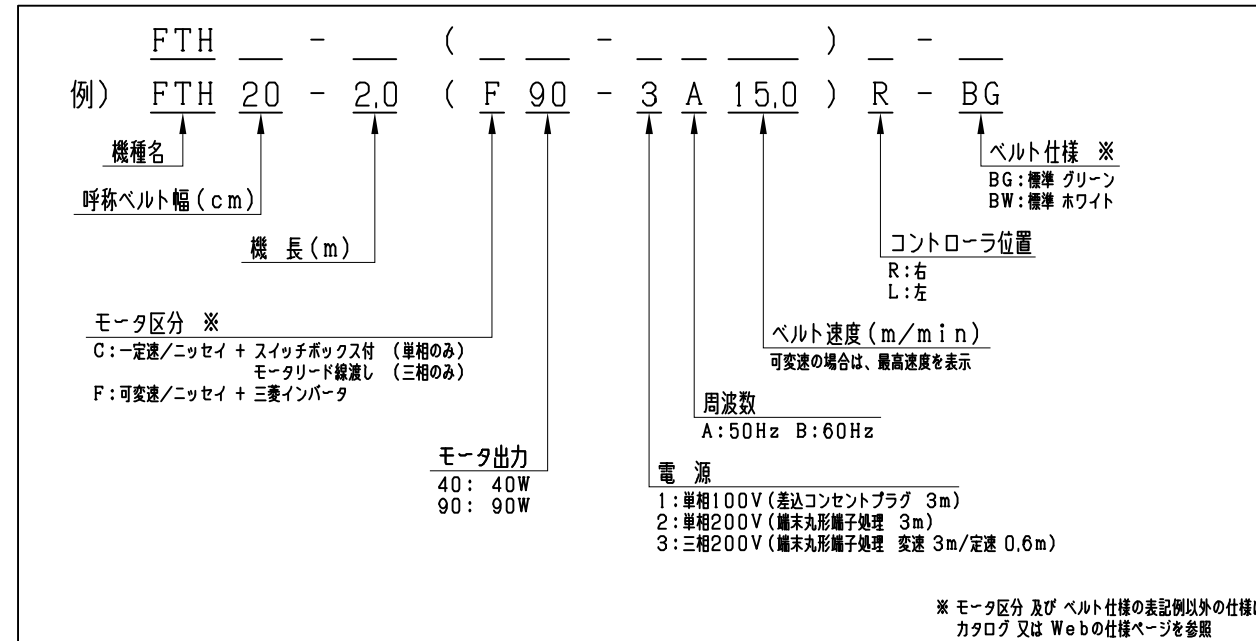 FTH - ( - ) -
例) FTH 20 - 2.0 ( F 90 - 3 A 15.0 ) R - BG
機種名
ベルト仕様 ※
BG:標準 グリーン
BW:標準 ホワイト
呼称ベルト幅(cm)
機 長(m)
コントローラ位置
R:右
L:左
モータ区分 ※
C:一定速/ニッセイ + スイッチボックス付 (単相のみ)
モータリード線渡し (三相のみ)
F:可変速/ニッセイ + 三菱インバータ
ベルト速度(m/min)
可変速の場合は、最高速度を表示
周波数
A:50Hz B:60Hz
モータ出力
40: 40W
90: 90W
電 源
1:単相100V(差込コンセントプラグ 3m)
2:単相200V(端末丸形端子処理 3m)
3:三相200V(端末丸形端子処理 変速 3m/定速 0.6m)
※ モータ区分 及び ベルト仕様の表記例以外の仕様
カタログ 又は Webの仕様ページを参照